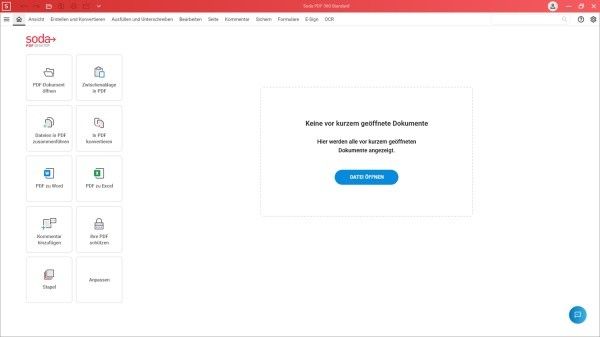 S
Soda PDF 360 Standard
Ansicht Erstellen und Konvertieren Ausfüllen und Unterschreiben Bearbeiten Seite Kommentar Sichern Formulare E-Sign OCR
soda
PDF DESKTOP
PDF Dokument
öffnen
Zwischenablage
in PDF
Dateien in PDF
zusammenführen
In PDF
konvertieren
W
PDF zu Word
X
PDF zu Excel
Kommentar
hinzufügen
Ihre PDF
schützen
Stapel
Anpassen
Keine vor kurzem geöffnete Dokumente
Hier werden alle vor kurzem geöffneten
Dokumente angezeigt.
DATEI ÖFFNEN